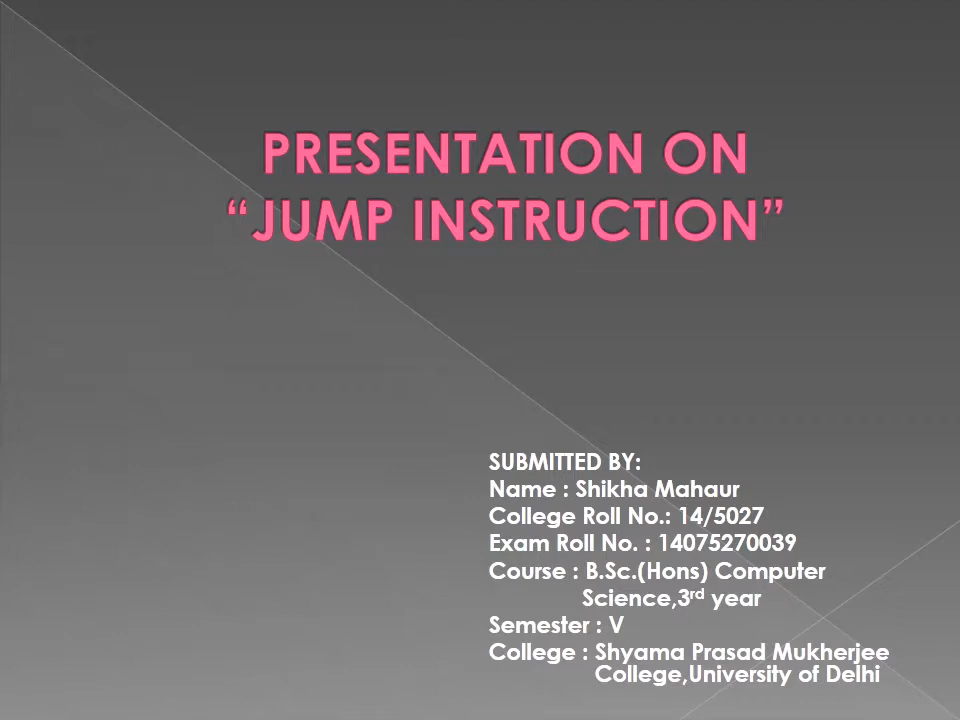 PRESENTATION ON
“JUMP INSTRUCTION”
SUBMITTED BY:
Name : Shikha Mahaur
College Roll No.: 14/5027
Exam Roll No. : 14075270039
Course : B.Sc.(Hons) Computer
Science,3rd year
Semester : V
College : Shyama Prasad Mukherjee
College,University of Delhi